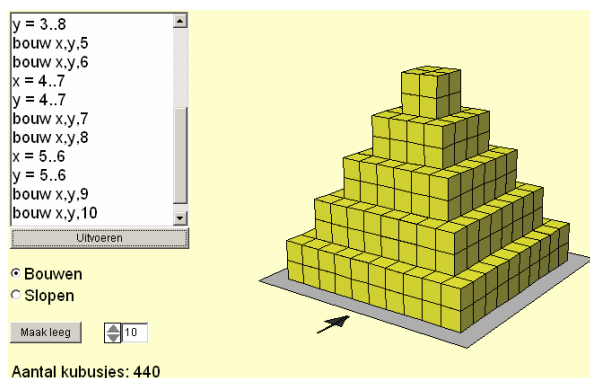 y = 3..8
bouw x,y,5
bouw x,y,6
x = 4..7
y = 4..7
bouw x,y,7
bouw x,y,8
x = 5..6
y = 5..6
bouw x,y,9
bouw x,y,10
Uitvoeren
Bouwen
Slopen
Maak leeg 10
Aantal kubusjes: 440